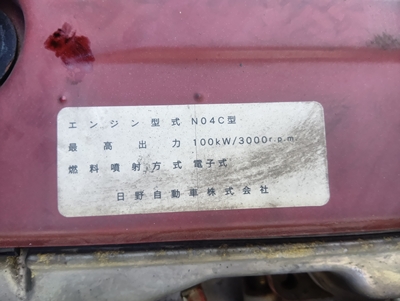 エンジン型式 N04C型
最高出力 100kW/3000r.p.m.
燃料噴射方式 電子式
日野自動車株式会社